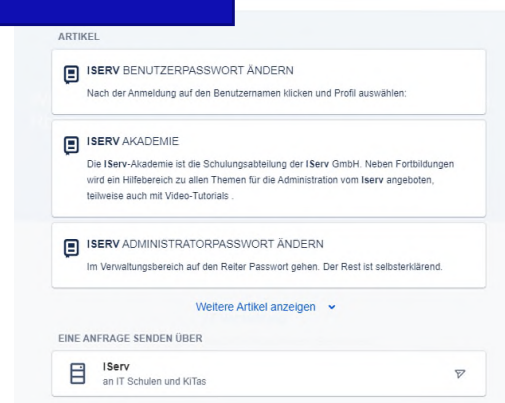 ARTIKEL
ISERV BENUTZERPASSWORT ÄNDERN
Nach der Anmeldung auf den Benutzernamen klicken und Profil auswählen:
ISERV AKADEMIE
Die IServ-Akademie ist die Schulungsabteilung der IServ GmbH. Neben Fortbildungen
wird ein Hilfebereich zu allen Themen für die Administration vom Iserv angeboten,
teilweise auch mit Video-Tutorials .
ISERV ADMINISTRATORPASSWORT ÄNDERN
Im Verwaltungsbereich auf den Reiter Passwort gehen. Der Rest ist selbsterklärend.
Weitere Artikel anzeigen
EINE ANFRAGE SENDEN ÜBER
IServ
an IT Schulen und KiTas